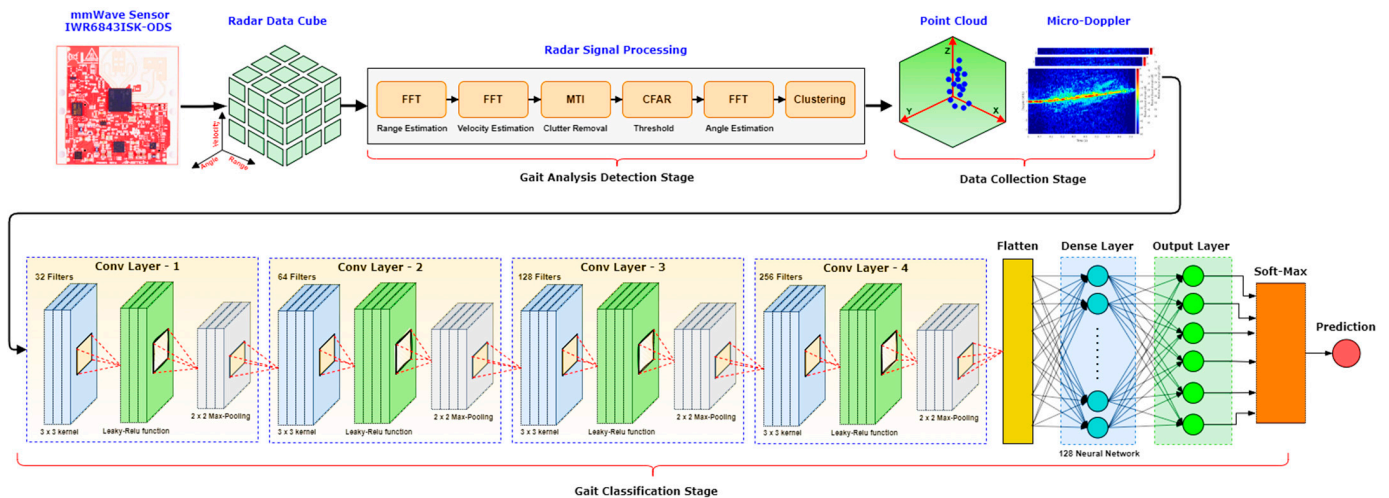 mmWave Sensor
IWR6843ISK-ODS
Radar Data Cube
Velocity
Angle
Range
Radar Signal Processing
FFT
FFT
MTI
CFAR
FFT
Clustering
Range Estimation
Velocity Estimation
Clutter Removal
Threshold
Angle Estimation
Gait Analysis Detection Stage
Point Cloud
Micro-Doppler
Z
Y
X
Data Collection Stage
Conv Layer - 1
32 Filters
3 x 3 kernel
Leaky-Relu function
2 x 2 Max-Pooling
Conv Layer - 2
64 Filters
3 x 3 kernel
Leaky-Relu function
2 x 2 Max-Pooling
Conv Layer - 3
128 Filters
3 x 3 kernel
Leaky-Relu function
2 x 2 Max-Pooling
Conv Layer - 4
256 Filters
3 x 3 kernel
Leaky-Relu function
2 x 2 Max-Pooling
Flatten
Dense Layer
128 Neural Network
Output Layer
Soft-Max
Prediction
Gait Classification Stage